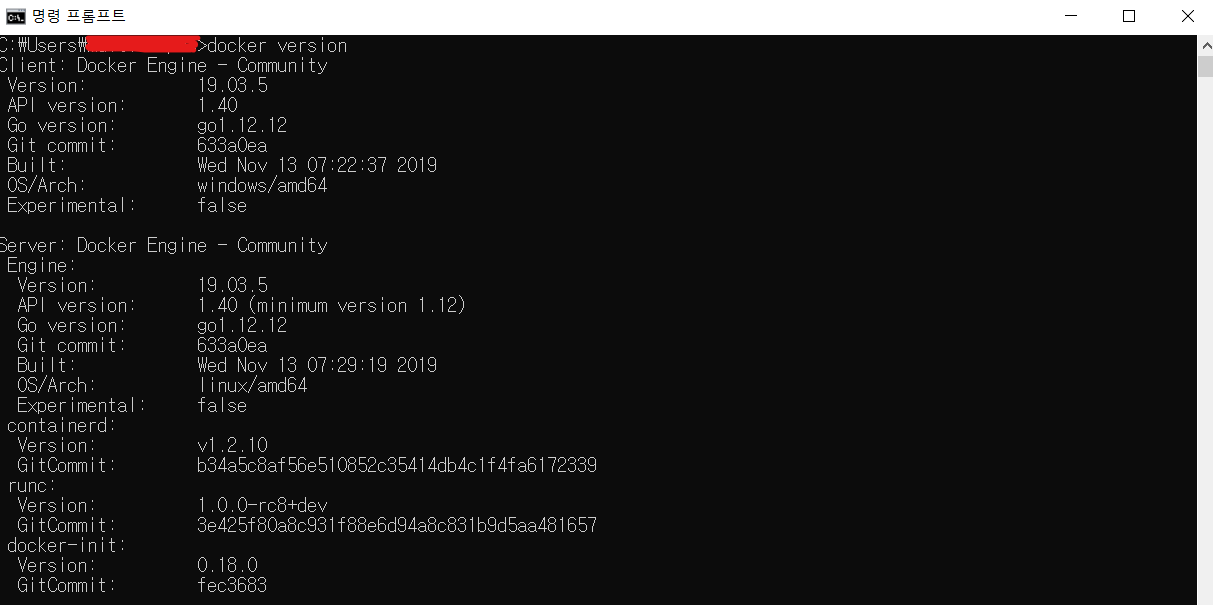 명령 프롬프트
C:₩Users₩>docker version
Client: Docker Engine - Community
Version: 19.03.5
API version: 1.40
Go version: go1.12.12
Git commit: 633a0ea
Built: Wed Nov 13 07:22:37 2019
OS/Arch: windows/amd64
Experimental: false
Server: Docker Engine - Community
Engine:
Version: 19.03.5
API version: 1.40 (minimum version 1.12)
Go version: go1.12.12
Git commit: 633a0ea
Built: Wed Nov 13 07:29:19 2019
OS/Arch: linux/amd64
Experimental: false
containerd:
Version: v1.2.10
GitCommit: b34a5c8af56e510852c35414db4c1f4fa6172339
runc:
Version: 1.0.0-rc8+dev
GitCommit: 3e425f80a8c931f88e6d94a8c831b9d5aa481657
docker-init:
Version: 0.18.0
GitCommit: fec3683